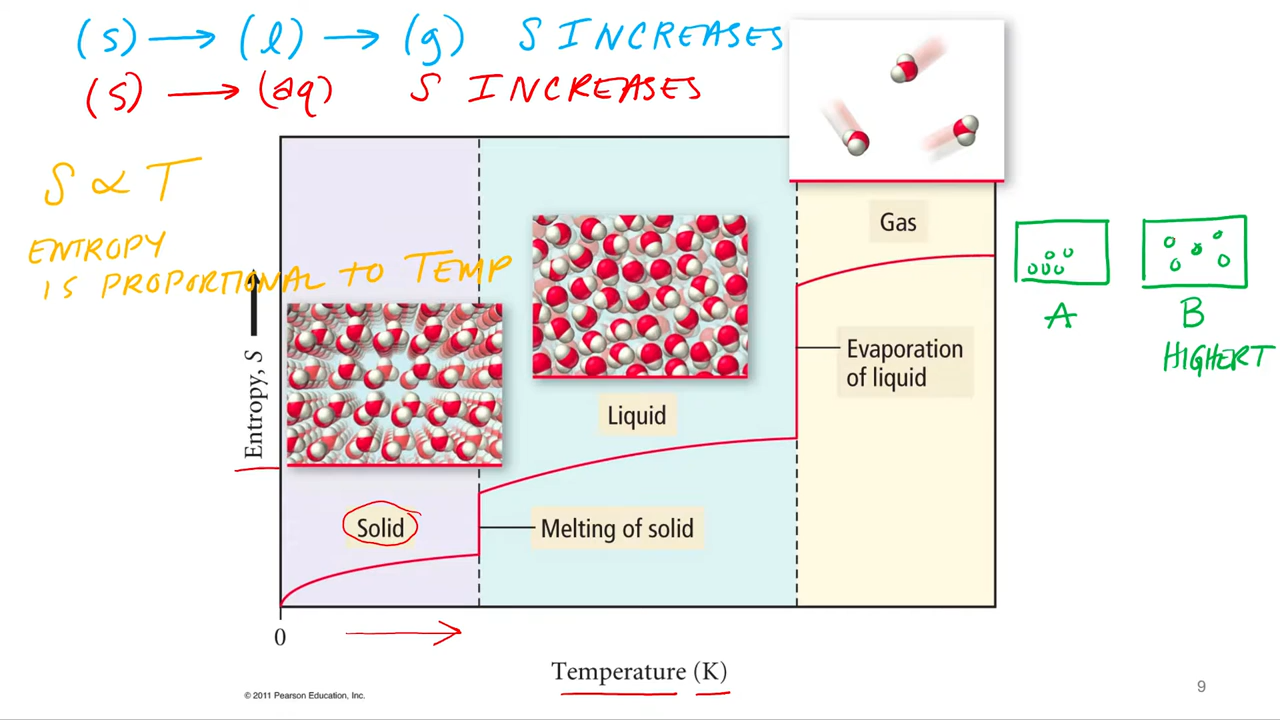 (s) → (l) → (g) S INCREASES
(s) → (aq) S INCREASES
S ∝ T
ENTROPY
IS PROPORTIONAL TO TEMP
Entropy, S
Solid
Liquid
Melting of solid
Gas
Evaporation
of liquid
A
B
HIGHER T
0
Temperature (K)
© 2011 Pearson Education, Inc.
9